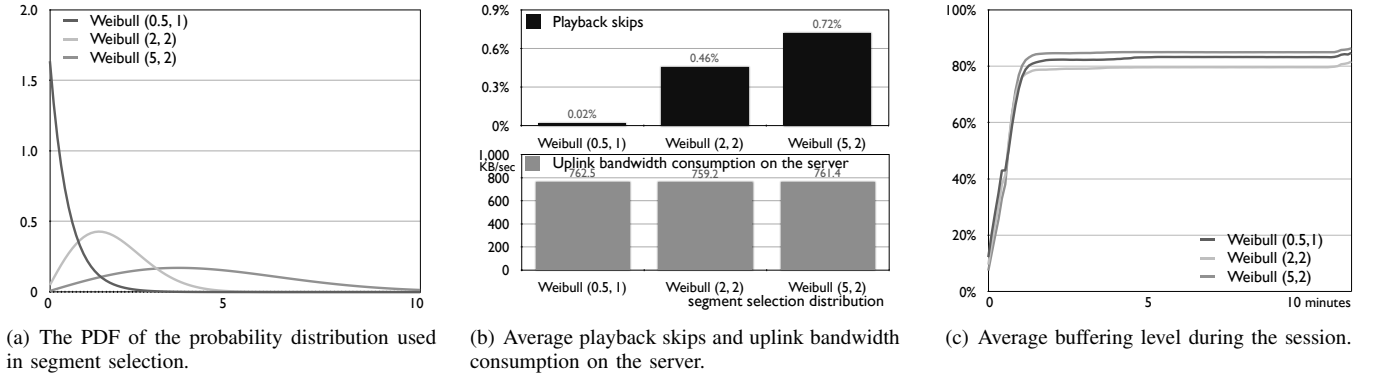 2.0
1.5
1.0
0.5
0
0
5
10
Weibull (0.5, 1)
Weibull (2, 2)
Weibull (5, 2)
(a) The PDF of the probability distribution used
in segment selection.
0.9%
0.6%
0.3%
0%
Playback skips
0.02%
0.46%
0.72%
Weibull (0.5, 1)
Weibull (2, 2)
Weibull (5, 2)
1,000
KB/sec
800
600
400
200
0
Uplink bandwidth consumption on the server
762.5
759.2
761.4
Weibull (0.5, 1)
Weibull (2, 2)
Weibull (5, 2)
segment selection distribution
(b) Average playback skips and uplink bandwidth
consumption on the server.
100%
80%
60%
40%
20%
0%
0
5
10 minutes
Weibull (0.5,1)
Weibull (2,2)
Weibull (5,2)
(c) Average buffering level during the session.